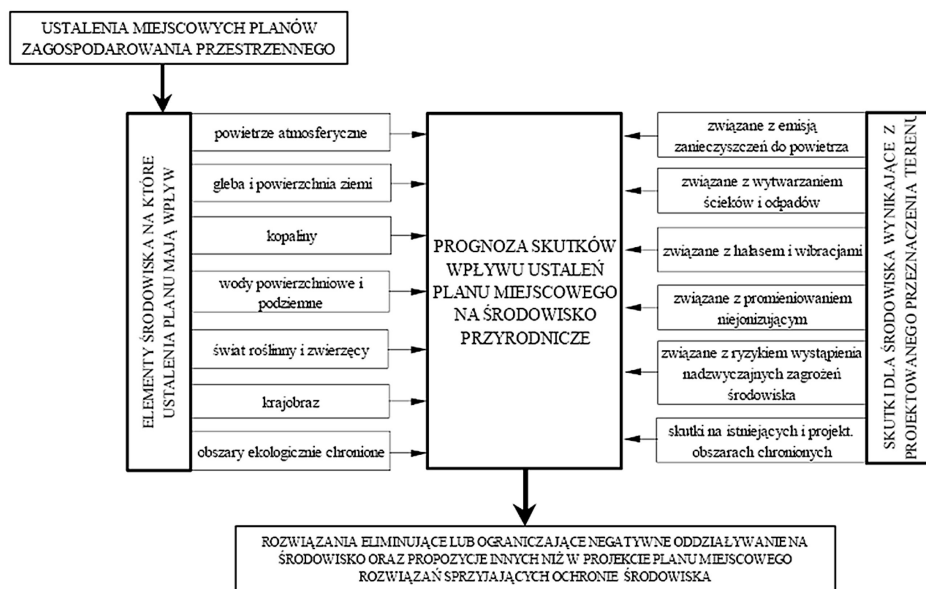 USTALENIA MIEJSCOWYCH PLANÓW
ZAGOSPODAROWANIA PRZESTRZENNEGO
ELEMENTY ŚRODOWISKA NA KTÓRE
USTALENIA PLANU MAJĄ WPŁYW
powietrze atmosferyczne
gleba i powierzchnia ziemi
kopaliny
wody powierzchniowe i
podziemne
świat roślinny i zwierzęcy
krajobraz
obszary ekologicznie chronione
PROGNOZA SKUTKÓW
WPŁYWU USTALEŃ
PLANU MIEJSCOWEGO
NA ŚRODOWISKO
PRZYRODNICZE
związane z emisją
zanieczyszczeń do powietrza
związane z wytwarzaniem
ścieków i odpadów
związane z hałasem i wibracjami
związane z promieniowaniem
niejonizującym
związane z ryzykiem wystąpienia
nadzwyczajnych zagrożeń
środowiska
skutki na istniejących i projekt.
obszarach chronionych
SKUTKI DLA ŚRODOWISKA WYNIKAJĄCE Z
PROJEKTOWANEGO PRZEZNACZENIA TERENU
ROZWIĄZANIA ELIMINUJĄCE LUB OGRANICZAJĄCE NEGATYWNE ODDZIAŁYWANIE NA
ŚRODOWISKO ORAZ PROPOZYCJE INNYCH NIŻ W PROJEKCIE PLANU MIEJSCOWEGO
ROZWIĄZAŃ SPRZYJAJĄCYCH OCHRONIE ŚRODOWISKA